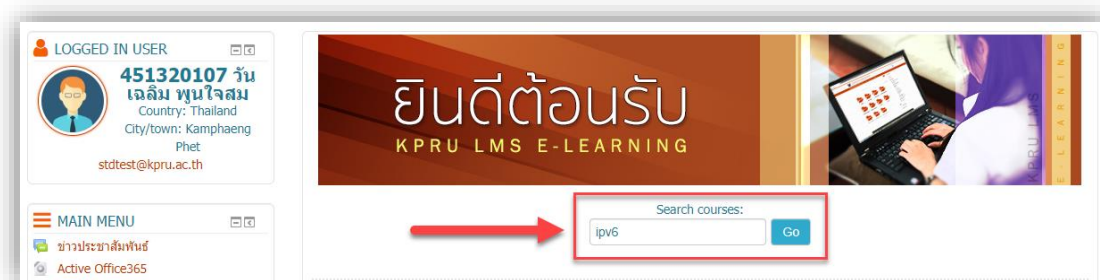 LOGGED IN USER
451320107 วัน
เฉลิม พูนใจสม
Country: Thailand
City/town: Kamphaeng
Phet
stdtest@kpru.ac.th
MAIN MENU
ข่าวประชาสัมพันธ์
Active Office365
ยินดีต้อนรับ
KPRU LMS E-LEARNING
KPRU LMS
E-LEARNING
Search courses:
ipv6
Go